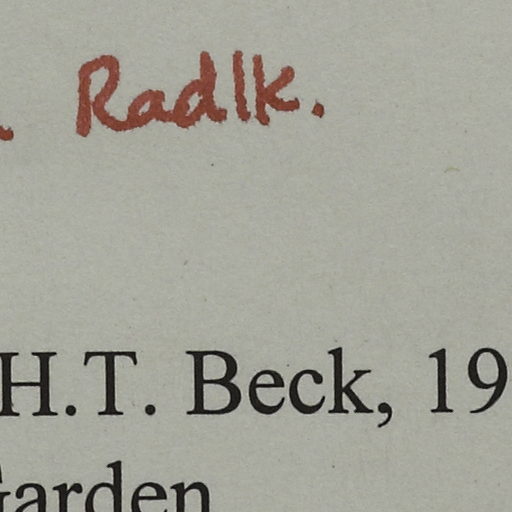 Radlk.
H.T. Beck, 19
Garden